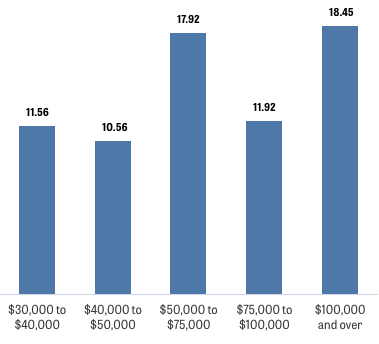 18.45
17.92
11.92
11.56
10.56
$30,000 to
$40,000
$40,000 to
$50,000
$50,000 to
$75,000
$75,000 to
$100,000
$100,000
and over